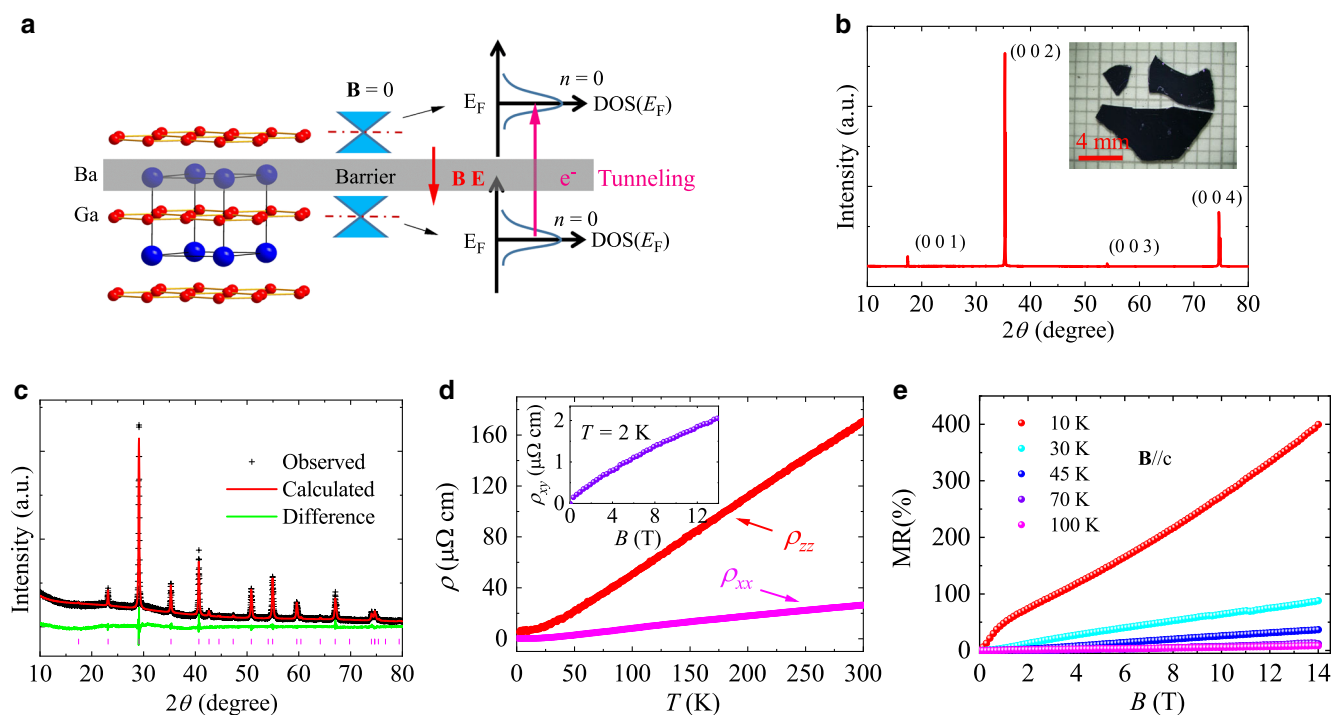 a
B = 0
n = 0
E_F
DOS(E_F)
Ba
Barrier
B E
e-
Tunneling
Ga
n = 0
E_F
DOS(E_F)
b
Intensity (a.u.)
(0 0 1)
(0 0 2)
(0 0 3)
(0 0 4)
4 mm
10 20 30 40 50 60 70 80
2θ (degree)
c
Intensity (a.u.)
Observed
Calculated
Difference
10 20 30 40 50 60 70 80
2θ (degree)
d
ρ (μΩ cm)
160
120
80
40
0
ρ_xy (μΩ cm)
2
1
0
T = 2 K
0 4 8 12
B (T)
ρ_zz
ρ_xx
0 50 100 150 200 250 300
T (K)
e
MR(%)
400
300
200
100
0
10 K
30 K
45 K
70 K
100 K
B//c
0 2 4 6 8 10 12 14
B (T)